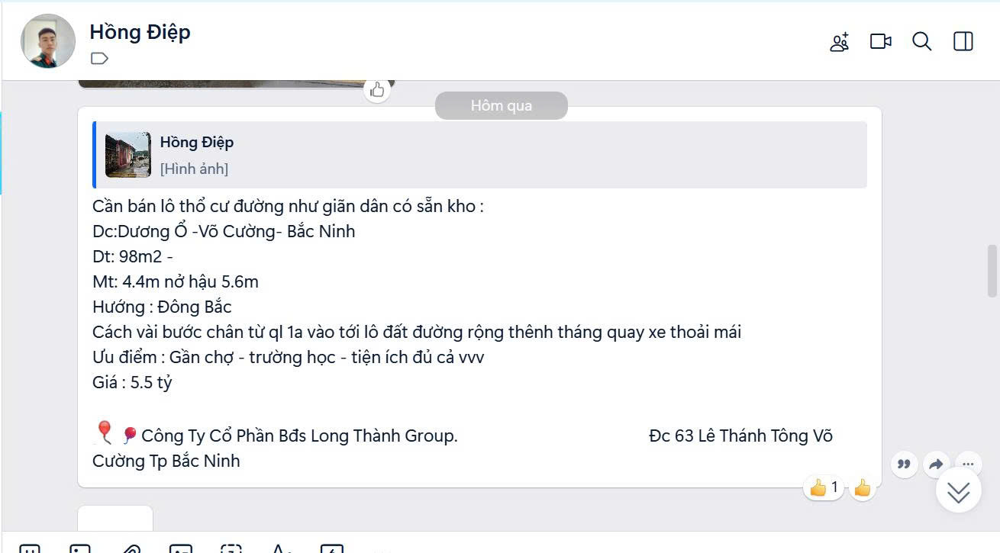 Hồng Điệp
Hôm qua
Hồng Điệp
[Hình ảnh]
Cần bán lô thổ cư đường như giãn dân có sẵn kho :
Dc:Dương Ổ -Võ Cường- Bắc Ninh
Dt: 98m2 -
Mt: 4.4m nở hậu 5.6m
Hướng : Đông Bắc
Cách vài bước chân từ ql 1a vào tới lô đất đường rộng thênh tháng quay xe thoải mái
Ưu điểm : Gần chợ - trường học - tiện ích đủ cả vvv
Giá : 5.5 tỷ
🎈 🎈Công Ty Cổ Phần Bđs Long Thành Group. Đc 63 Lê Thánh Tông Võ
Cường Tp Bắc Ninh
1